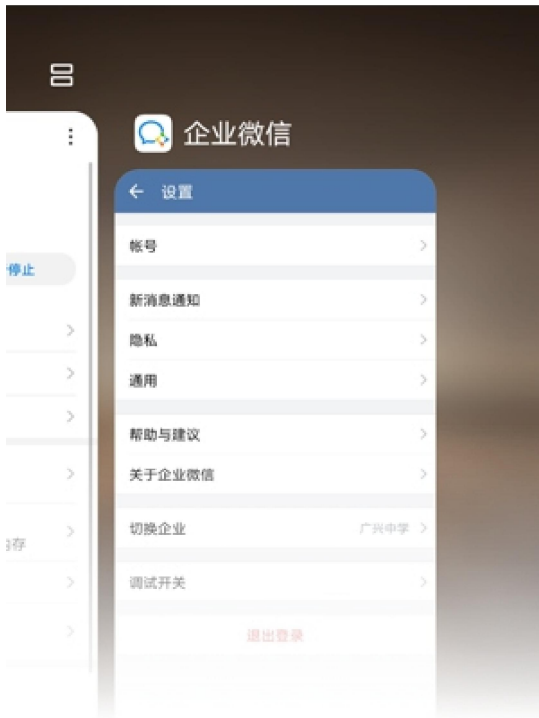 企业微信
设置
停止
帐号
新消息通知
隐私
通用
帮助与建议
关于企业微信
切换企业 广兴中学
存
调试开关
退出登录